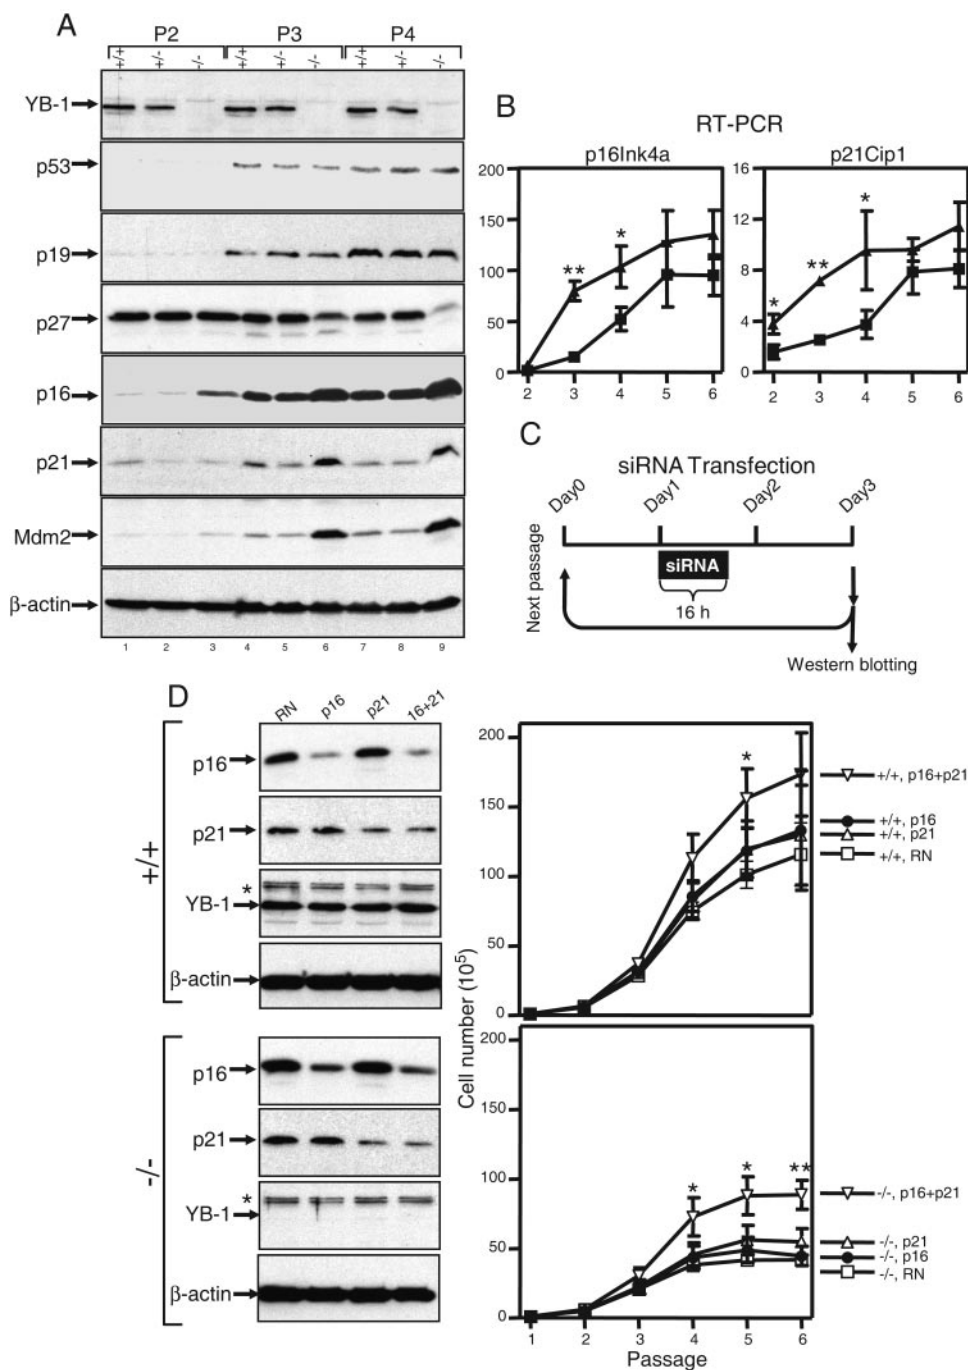 A
P2 P3 P4
+/+ +/- -/- +/+ +/- -/- +/+ +/- -/-
YB-1
p53
p19
p27
p16
p21
Mdm2
β-actin
1 2 3 4 5 6 7 8 9
B
RT-PCR
p16Ink4a
200
150
100
50
0
2 3 4 5 6
** *
p21Cip1
16
12
8
4
0
2 3 4 5 6
* ** *
C
siRNA Transfection
Day0 Day1 Day2 Day3
Next passage
siRNA
16 h
Western blotting
D
RN p16 p21 16+21
+/+
p16
p21
*
YB-1
β-actin
-/-
p16
p21
*
YB-1
β-actin
Cell number (10⁵)
200
150
100
50
0
*
+/+, p16+p21
+/+, p16
+/+, p21
+/+, RN
200
150
100
50
0
* * **
-/-, p16+p21
-/-, p21
-/-, p16
-/-, RN
1 2 3 4 5 6
Passage